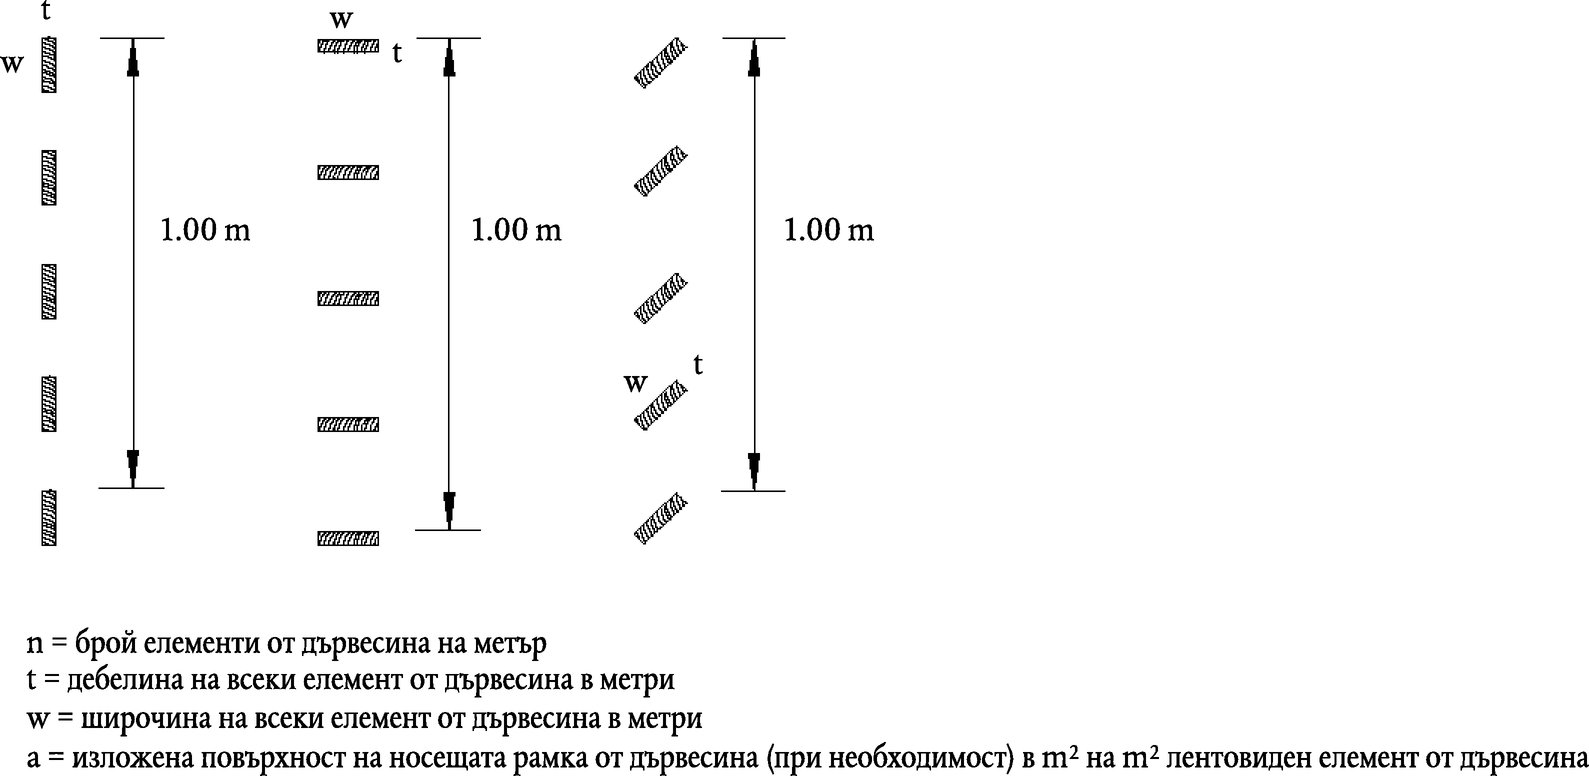 t
w
w
t
1.00 m
1.00 m
1.00 m
w
t
n = брой елементи от дървесина на метър
t = дебелина на всеки елемент от дървесина в метри
w = широчина на всеки елемент от дървесина в метри
a = изложена повърхност на носещата рамка от дървесина (при необходимост) в m² на m² лентовиден елемент от дървесина